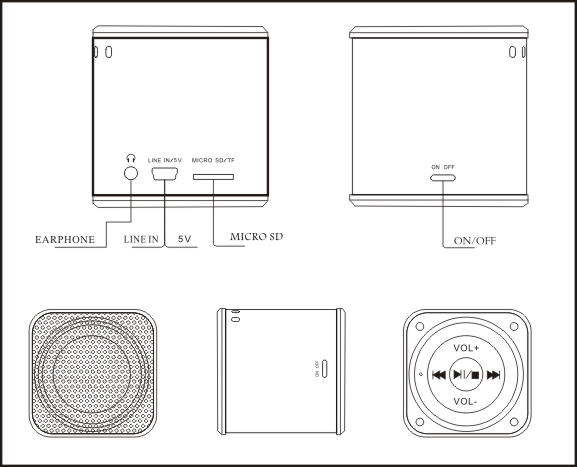 LINE IN/5V
MICRO SD/TF
ON OFF
EARPHONE
LINE IN
5V
MICRO SD
ON/OFF
ON OFF
VOL+
VOL-